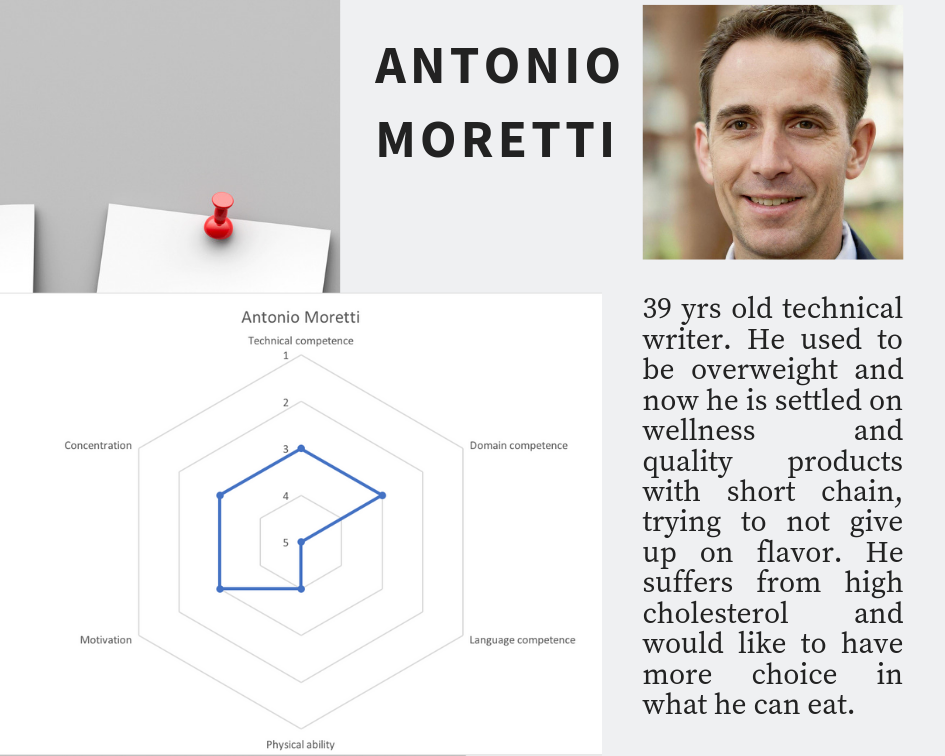 ANTONIO
MORETTI
39 yrs old technical
writer. He used to
be overweight and
now he is settled on
wellness and
quality products
with short chain,
trying to not give
up on flavor. He
suffers from high
cholesterol and
would like to have
more choice in
what he can eat.
Antonio Moretti
Technical competence
1
2
3
4
5
Concentration
Domain competence
Motivation
Language competence
Physical ability